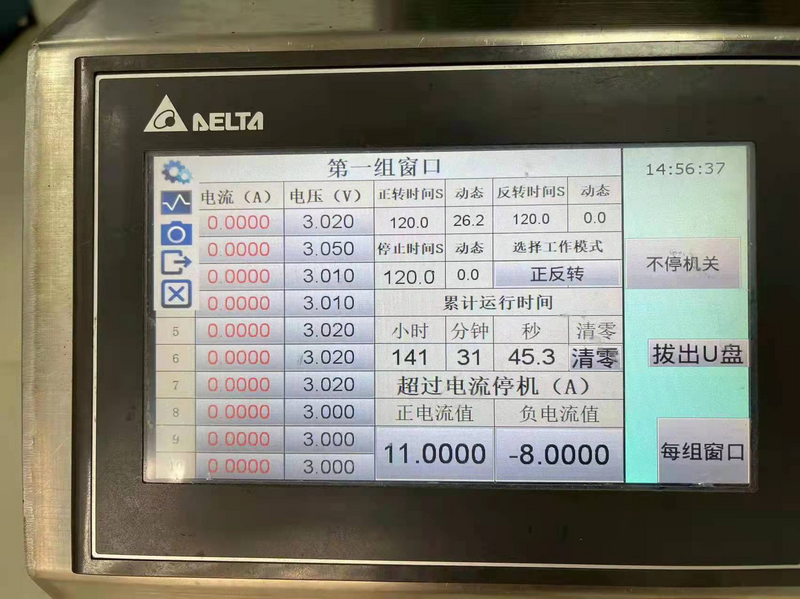 DELTA
第一组窗口
14:56:37
电流（A） 电压（V） 正转时间S 动态 反转时间S 动态
0.0000 3.020 120.0 26.2 120.0 0.0
0.0000 3.050 停止时间S 动态 选择工作模式
不停机关
0.0000 3.010 120.0 0.0 正反转
0.0000 3.010 累计运行时间
5 0.0000 3.020 小时 分钟 秒 清零
6 0.0000 3.020 141 31 45.3 清零
拔出U盘
7 0.0000 3.020 超过电流停机（A）
8 0.0000 3.000 正电流值 负电流值
9 0.0000 3.000 11.0000 -8.0000
每组窗口
10 0.0000 3.000